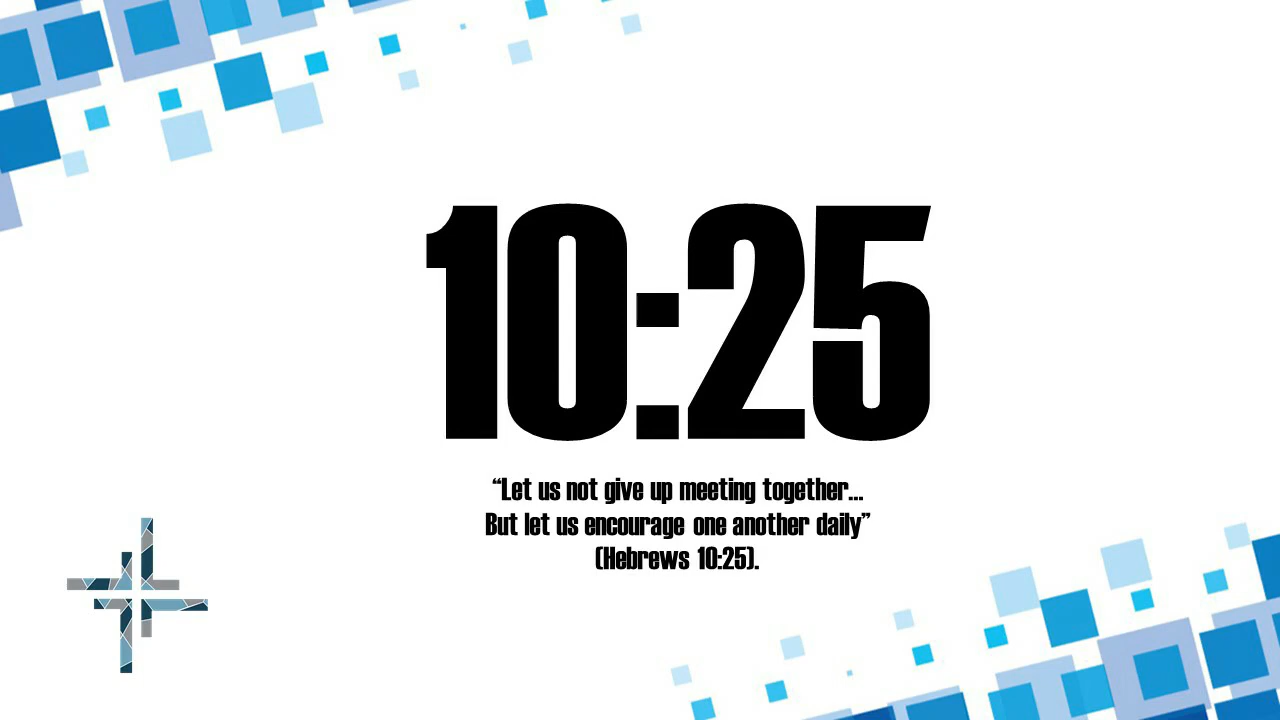 10:25
“Let us not give up meeting together...
But let us encourage one another daily”
(Hebrews 10:25).